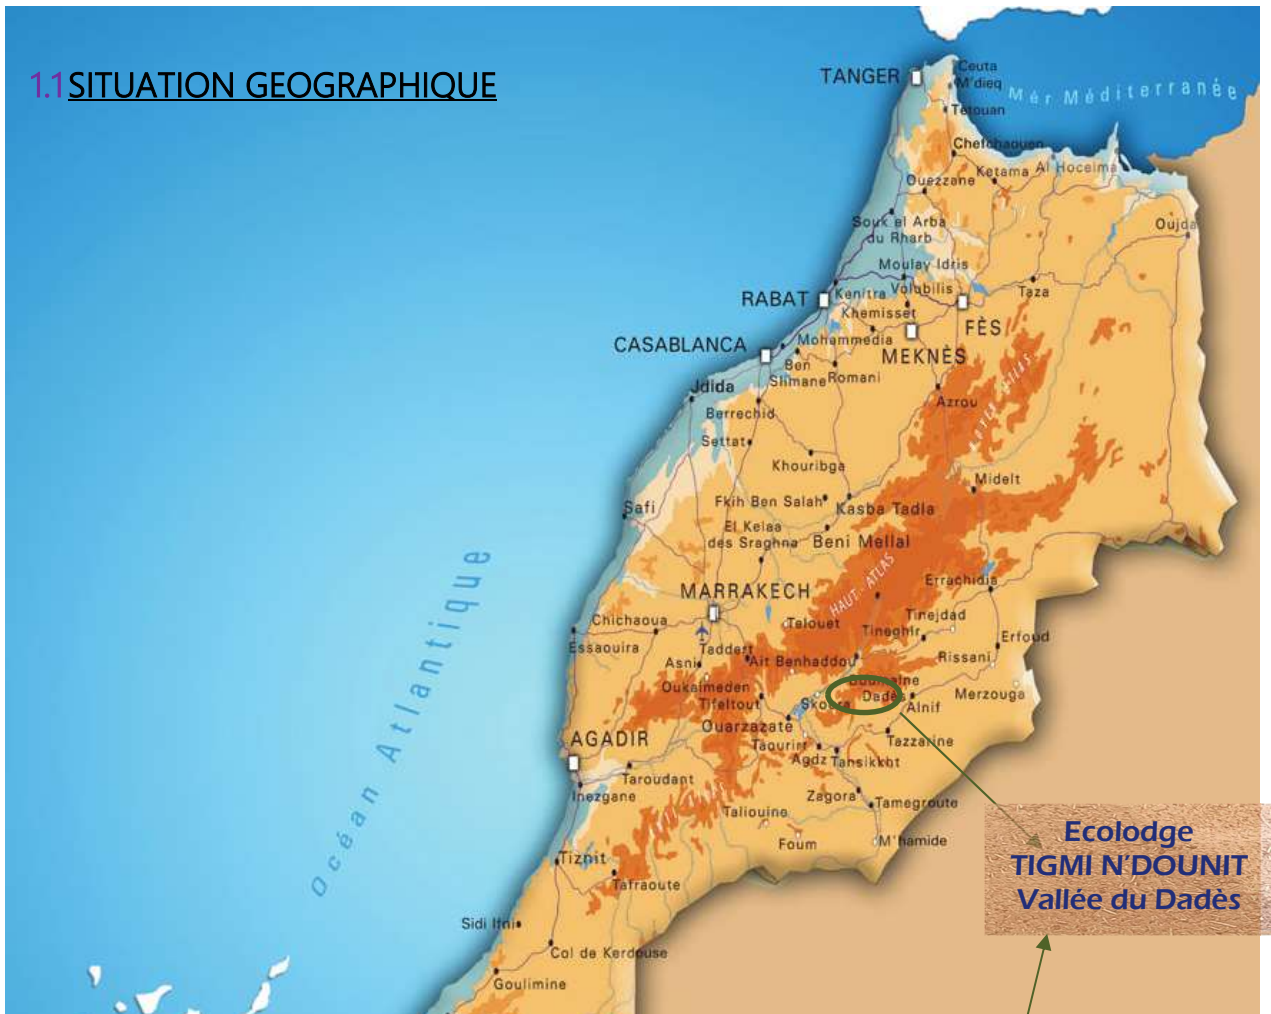 1.1 SITUATION GEOGRAPHIQUE
TANGER
Ceuta
M'dieq
Mer Méditerranée
Tetouan
Chefchaouen
Ketama
Al Hoceima
Ouezzane
Souk el Arba
du Rharb
Oujda
Moulay Idris
RABAT
Kenitra
Volubilis
Taza
Khemisset
FÈS
CASABLANCA
Mohammedia
MEKNÈS
Ben
Slimane
Romani
Jdida
Berrechid
Azrou
Settat
Khouribga
Midelt
Safi
Fkih Ben Salah
Kasba Tadla
El Kelaa
des Sraghna
Beni Mellal
HAUT - ATLAS
Errachidia
MARRAKECH
Chichaoua
Telouet
Tinejdad
Tineghir
Erfoud
Essaouira
Taddert
Asni
Ait Benhaddou
Rissani
Oukaimeden
Tifeltout
Skoura
Dadès
Alnif
Merzouga
Ouarzazate
AGADIR
Taourirt
Tazzarine
Agdz
Tansikkht
Taroudant
Inezgane
Zagora
Tamegroute
Taliouine
Foum
M'hamide
Océan Atlantique
Tiznit
Tafraoute
Sidi Ifni
Col de Kerdouse
Goulimine
Ecolodge
TIGMI N'DOUNIT
Vallée du Dadès